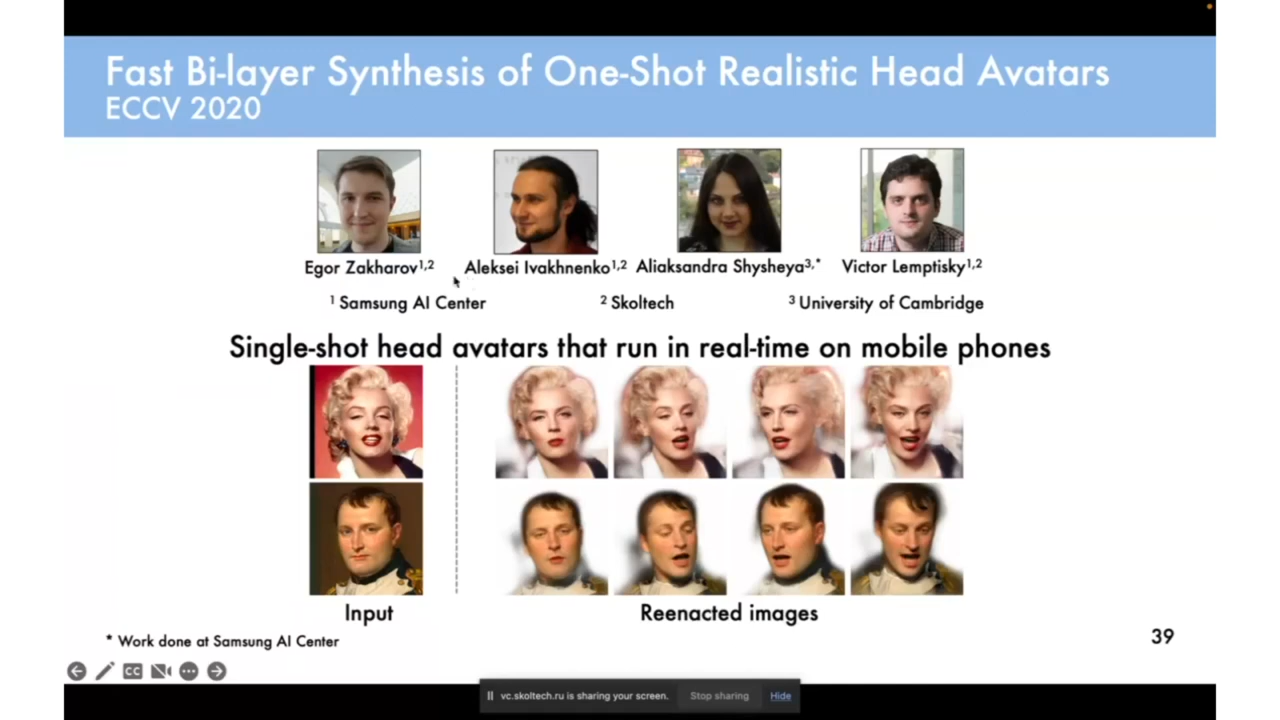 Fast Bi-layer Synthesis of One-Shot Realistic Head Avatars
ECCV 2020
Egor Zakharov1,2 Aleksei Ivakhnenko1,2 Aliaksandra Shysheya3,* Victor Lemptisky1,2
1 Samsung AI Center 2 Skoltech 3 University of Cambridge
Single-shot head avatars that run in real-time on mobile phones
Input Reenacted images
* Work done at Samsung AI Center
39
CC
vc.skoltech.ru is sharing your screen. Stop sharing Hide